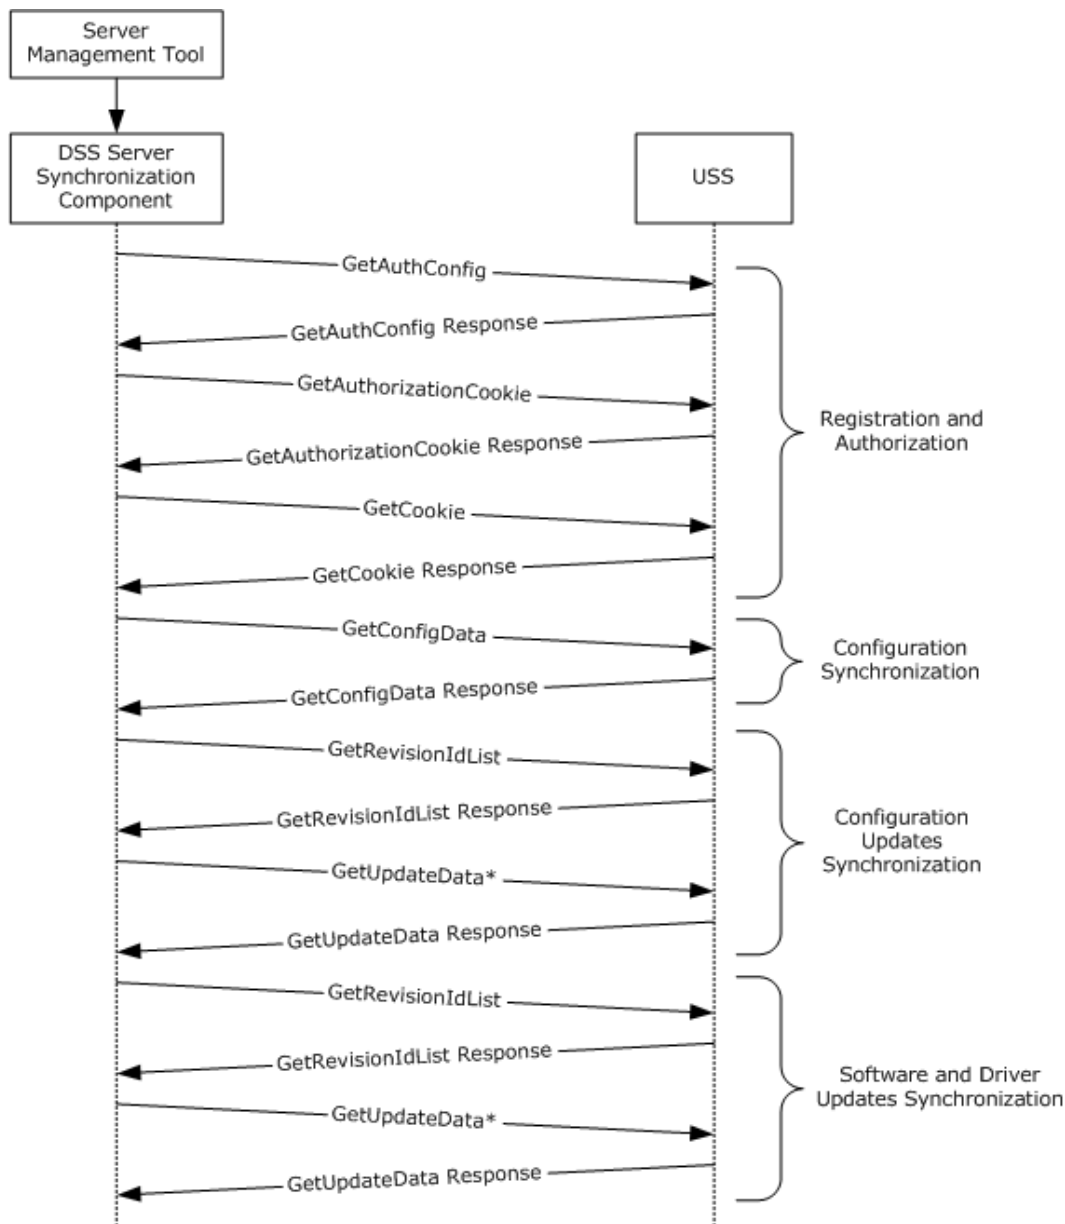 Server
Management Tool
DSS Server
Synchronization
Component
USS
GetAuthConfig
GetAuthConfig Response
GetAuthorizationCookie
GetAuthorizationCookie Response
GetCookie
GetCookie Response
Registration and
Authorization
GetConfigData
GetConfigData Response
Configuration
Synchronization
GetRevisionIdList
GetRevisionIdList Response
GetUpdateData*
GetUpdateData Response
Configuration
Updates
Synchronization
GetRevisionIdList
GetRevisionIdList Response
GetUpdateData*
GetUpdateData Response
Software and Driver
Updates Synchronization